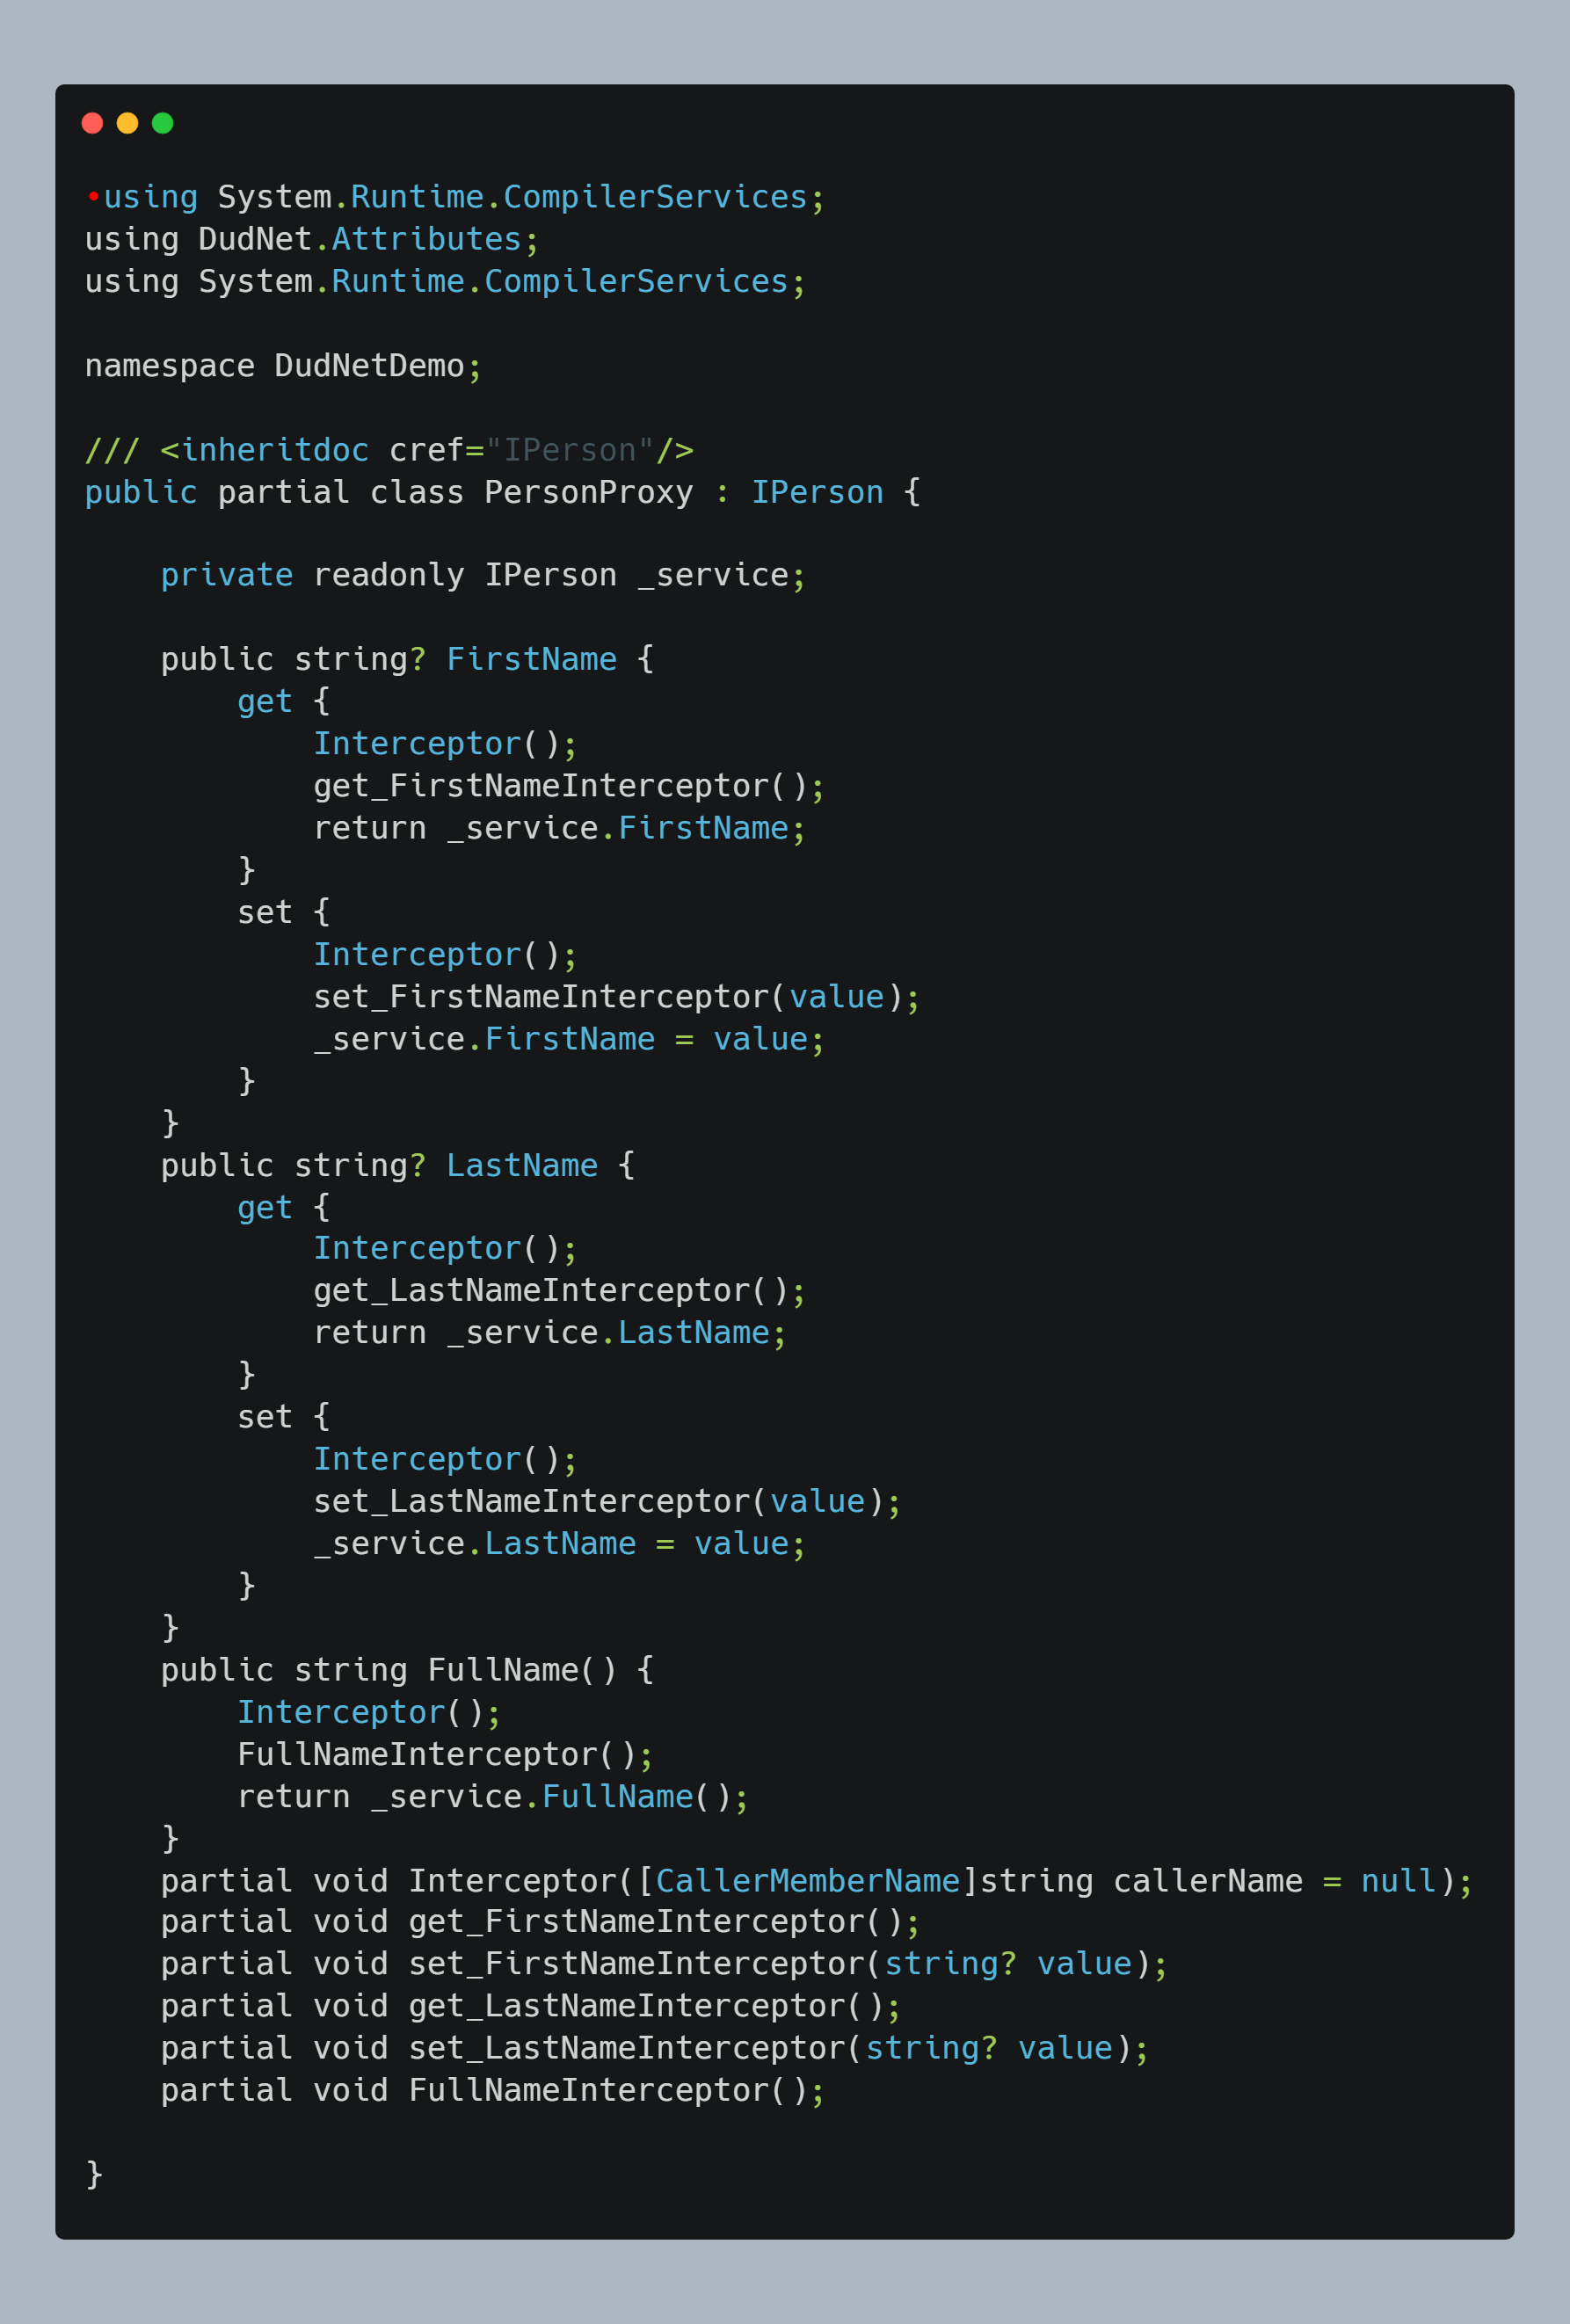 •using System.Runtime.CompilerServices;
using DudNet.Attributes;
using System.Runtime.CompilerServices;

namespace DudNetDemo;

/// <inheritdoc cref="IPerson"/>
public partial class PersonProxy : IPerson {

    private readonly IPerson _service;

    public string? FirstName {
        get {
            Interceptor();
            get_FirstNameInterceptor();
            return _service.FirstName;
        }
        set {
            Interceptor();
            set_FirstNameInterceptor(value);
            _service.FirstName = value;
        }
    }
    public string? LastName {
        get {
            Interceptor();
            get_LastNameInterceptor();
            return _service.LastName;
        }
        set {
            Interceptor();
            set_LastNameInterceptor(value);
            _service.LastName = value;
        }
    }
    public string FullName() {
        Interceptor();
        FullNameInterceptor();
        return _service.FullName();
    }
    partial void Interceptor([CallerMemberName]string callerName = null);
    partial void get_FirstNameInterceptor();
    partial void set_FirstNameInterceptor(string? value);
    partial void get_LastNameInterceptor();
    partial void set_LastNameInterceptor(string? value);
    partial void FullNameInterceptor();

}